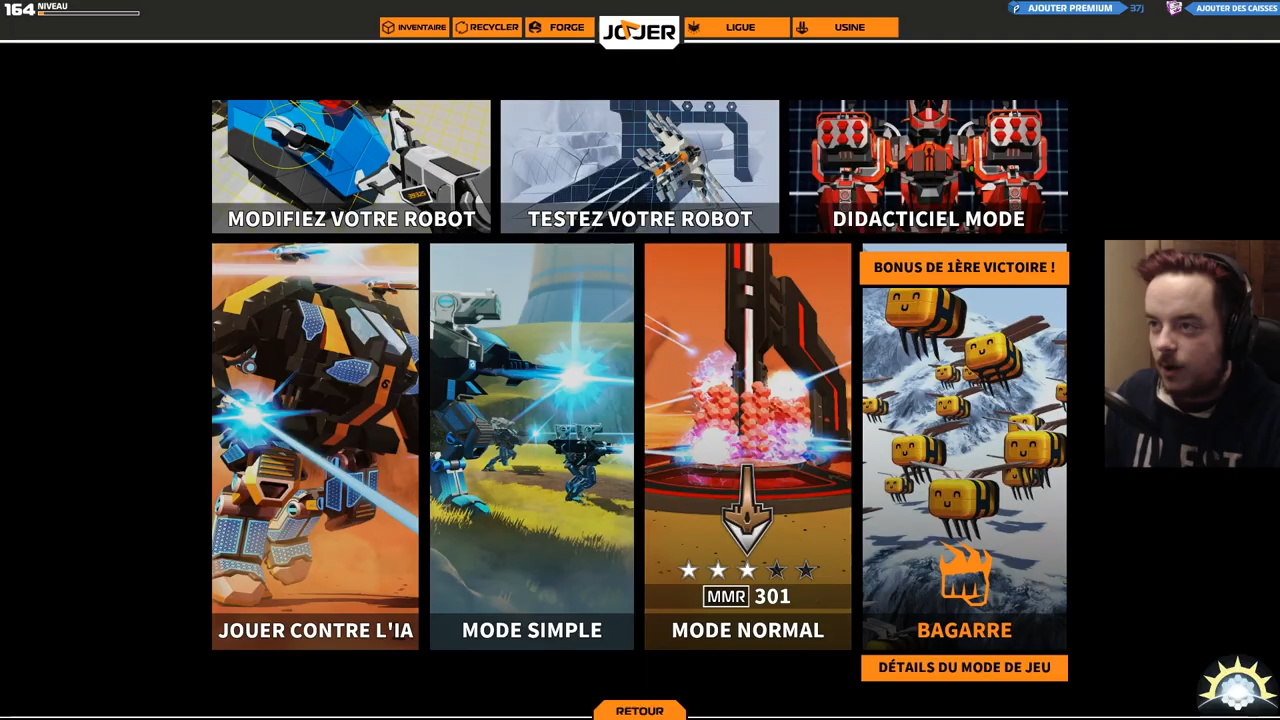 164 NIVEAU
AJOUTER PREMIUM 37j
AJOUTER DES CAISSES
INVENTAIRE
RECYCLER
FORGE
JOUER
LIGUE
USINE
MODIFIEZ VOTRE ROBOT
TESTEZ VOTRE ROBOT
DIDACTICIEL MODE
BONUS DE 1ÈRE VICTOIRE !
MMR 301
JOUER CONTRE L'IA
MODE SIMPLE
MODE NORMAL
BAGARRE
DÉTAILS DU MODE DE JEU
RETOUR